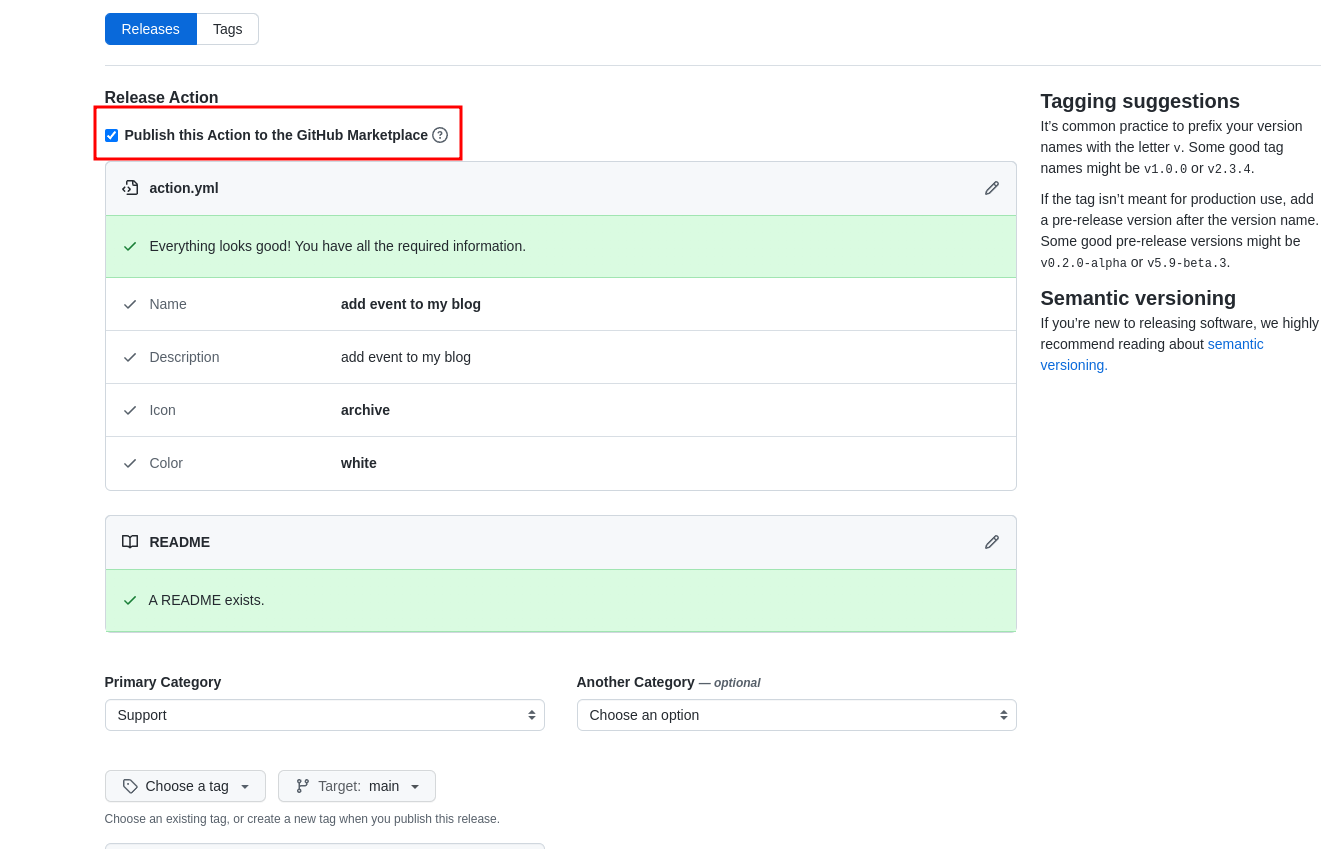 Releases
Tags
Release Action
Publish this Action to the GitHub Marketplace
action.yml
Everything looks good! You have all the required information.
Name
add event to my blog
Description
add event to my blog
Icon
archive
Color
white
README
A README exists.
Primary Category
Support
Another Category — optional
Choose an option
Choose a tag
Target: main
Choose an existing tag, or create a new tag when you publish this release.
Tagging suggestions
It’s common practice to prefix your version
names with the letter v. Some good tag
names might be v1.0.0 or v2.3.4.
If the tag isn’t meant for production use, add
a pre-release version after the version name.
Some good pre-release versions might be
v0.2.0-alpha or v5.9-beta.3.
Semantic versioning
If you’re new to releasing software, we highly
recommend reading about semantic
versioning.